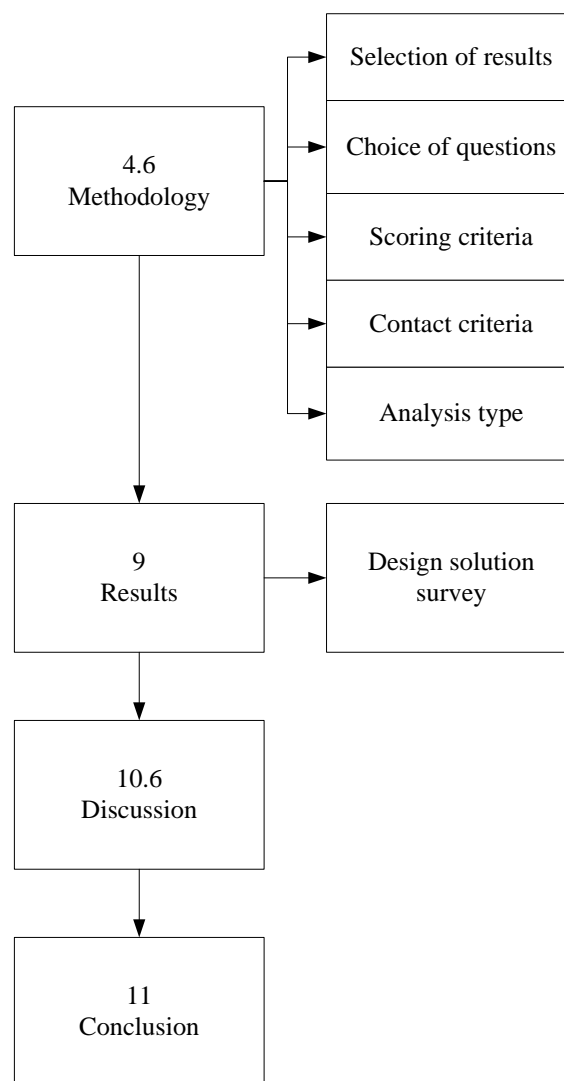 4.6
Methodology
Selection of results
Choice of questions
Scoring criteria
Contact criteria
Analysis type
9
Results
Design solution
survey
10.6
Discussion
11
Conclusion